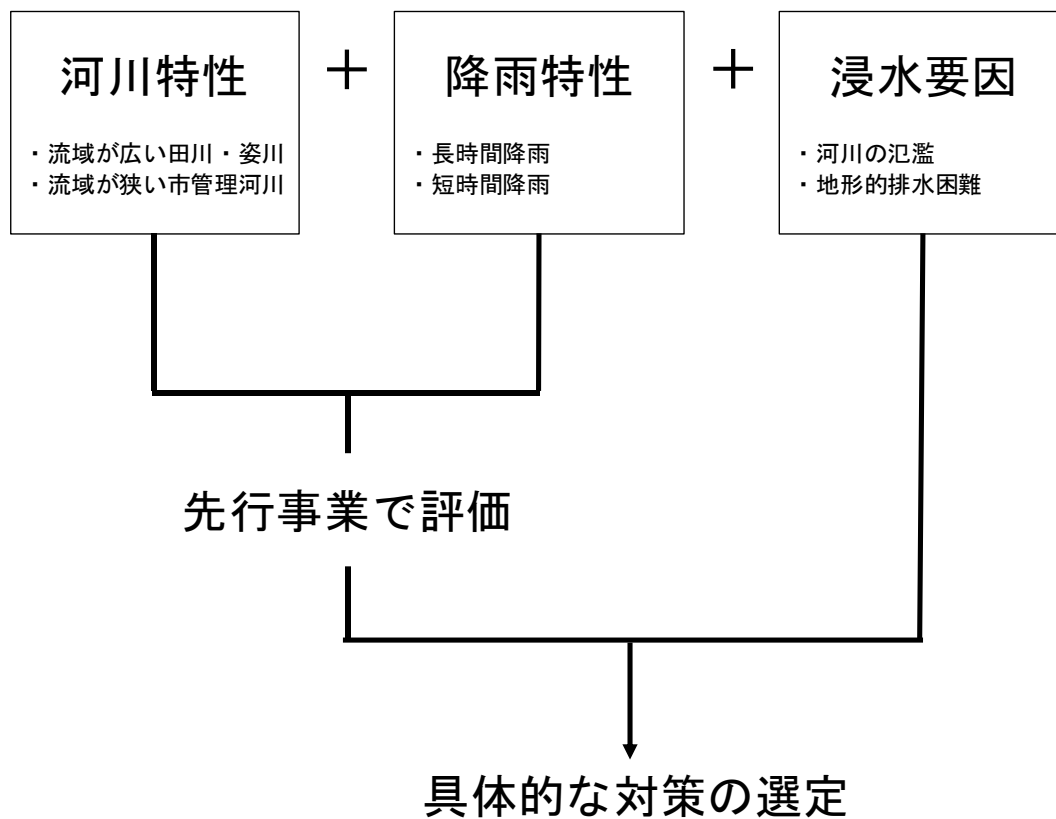 河川特性
・流域が広い田川・姿川
・流域が狭い市管理河川
＋
降雨特性
・長時間降雨
・短時間降雨
＋
浸水要因
・河川の氾濫
・地形的排水困難
先行事業で評価
具体的な対策の選定